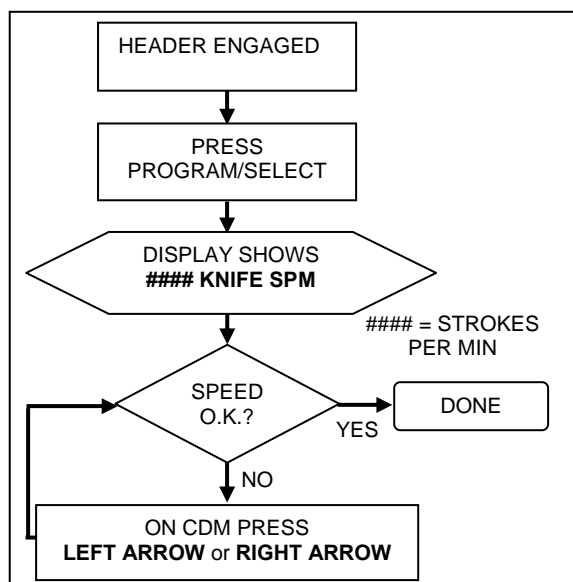 HEADER ENGAGED
PRESS
PROGRAM/SELECT
DISPLAY SHOWS
#### KNIFE SPM
#### = STROKES
PER MIN
SPEED
O.K.?
YES
DONE
NO
ON CDM PRESS
LEFT ARROW or RIGHT ARROW